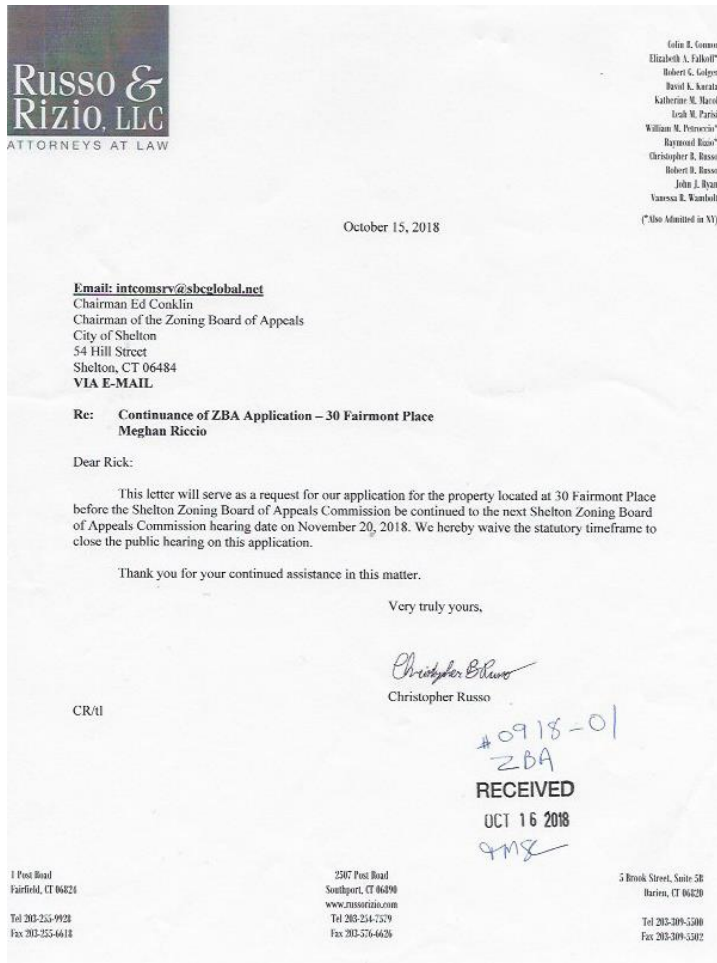 Russo &
Rizio, LLC
ATTORNEYS AT LAW
Colin B. Connor
Elizabeth A. Falkoff*
Robert G. Golger
David K. Kurata
Katherine M. Macol
Leah M. Parisi
William M. Petroccio*
Raymond Rizio*
Christopher B. Russo
Robert D. Russo
John J. Ryan
Vanessa R. Wambolt
(*Also Admitted in NY)
October 15, 2018
Email: intcomsrv@sbcglobal.net
Chairman Ed Conklin
Chairman of the Zoning Board of Appeals
City of Shelton
54 Hill Street
Shelton, CT 06484
VIA E-MAIL
Re: Continuance of ZBA Application – 30 Fairmont Place
Meghan Riccio
Dear Rick:
This letter will serve as a request for our application for the property located at 30 Fairmont Place
before the Shelton Zoning Board of Appeals Commission be continued to the next Shelton Zoning Board
of Appeals Commission hearing date on November 20, 2018. We hereby waive the statutory timeframe to
close the public hearing on this application.
Thank you for your continued assistance in this matter.
Very truly yours,
Christopher B Russo
Christopher Russo
CR/tl
#0918-01
ZBA
RECEIVED
OCT 16 2018
1 Post Road
Fairfield, CT 06824
Tel 203-255-9928
Fax 203-255-6618
2507 Post Road
Southport, CT 06890
www.russorizio.com
Tel 203-254-7579
Fax 203-576-6626
5 Brook Street, Suite 5B
Darien, CT 06820
Tel 203-309-5500
Fax 203-309-5502